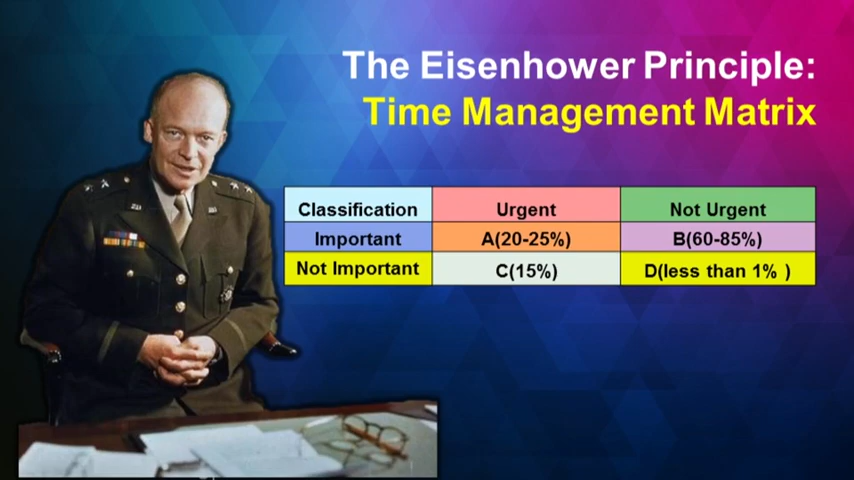 The Eisenhower Principle:
Time Management Matrix
Classification Urgent Not Urgent
Important A(20-25%) B(60-85%)
Not Important C(15%) D(less than 1% )